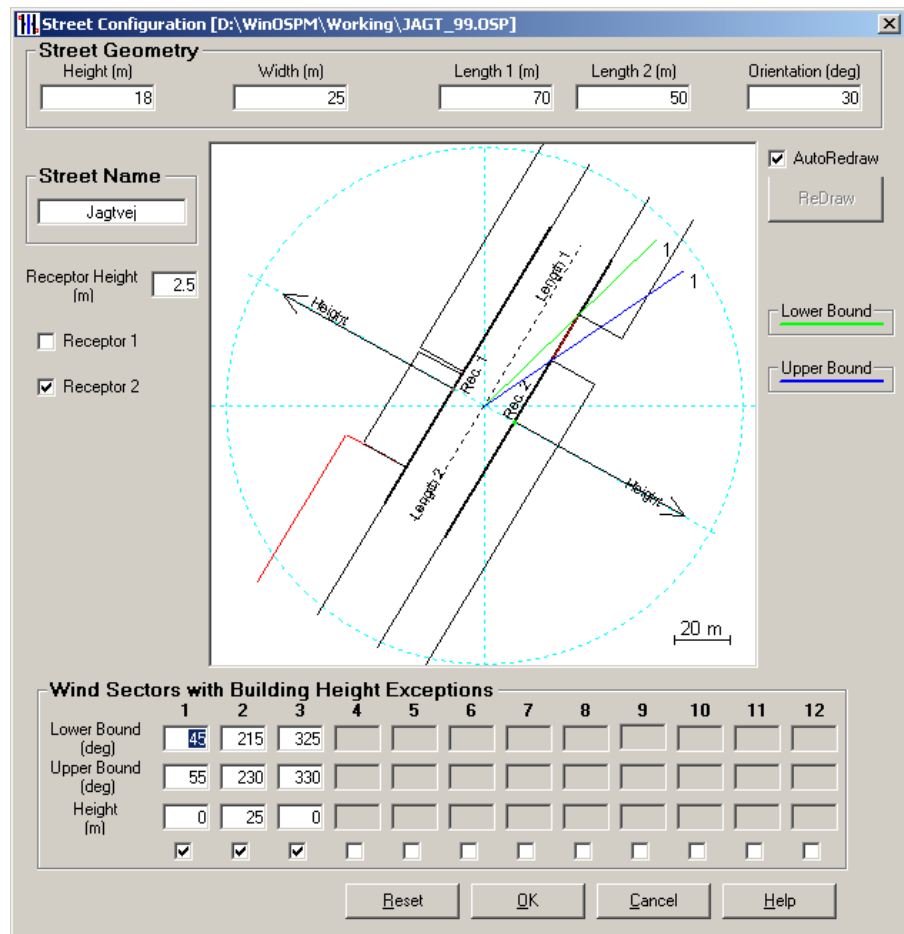 Street Configuration [D:\WinOSPM\Working\JAGT_99.OSP]
Street Geometry
Height (m) Width (m) Length 1 (m) Length 2 (m) Orientation (deg)
18 25 70 50 30
Street Name
Jagtvej
Receptor Height
(m)
2.5
Receptor 1
Receptor 2
AutoRedraw
ReDraw
Lower Bound
Upper Bound
1
1
Length 1
Height
Rec. 1
Rec. 2
Length 2
Height
20 m
Wind Sectors with Building Height Exceptions
1 2 3 4 5 6 7 8 9 10 11 12
Lower Bound
(deg)
45 215 325
Upper Bound
(deg)
55 230 330
Height
(m)
0 25 0
Reset OK Cancel Help